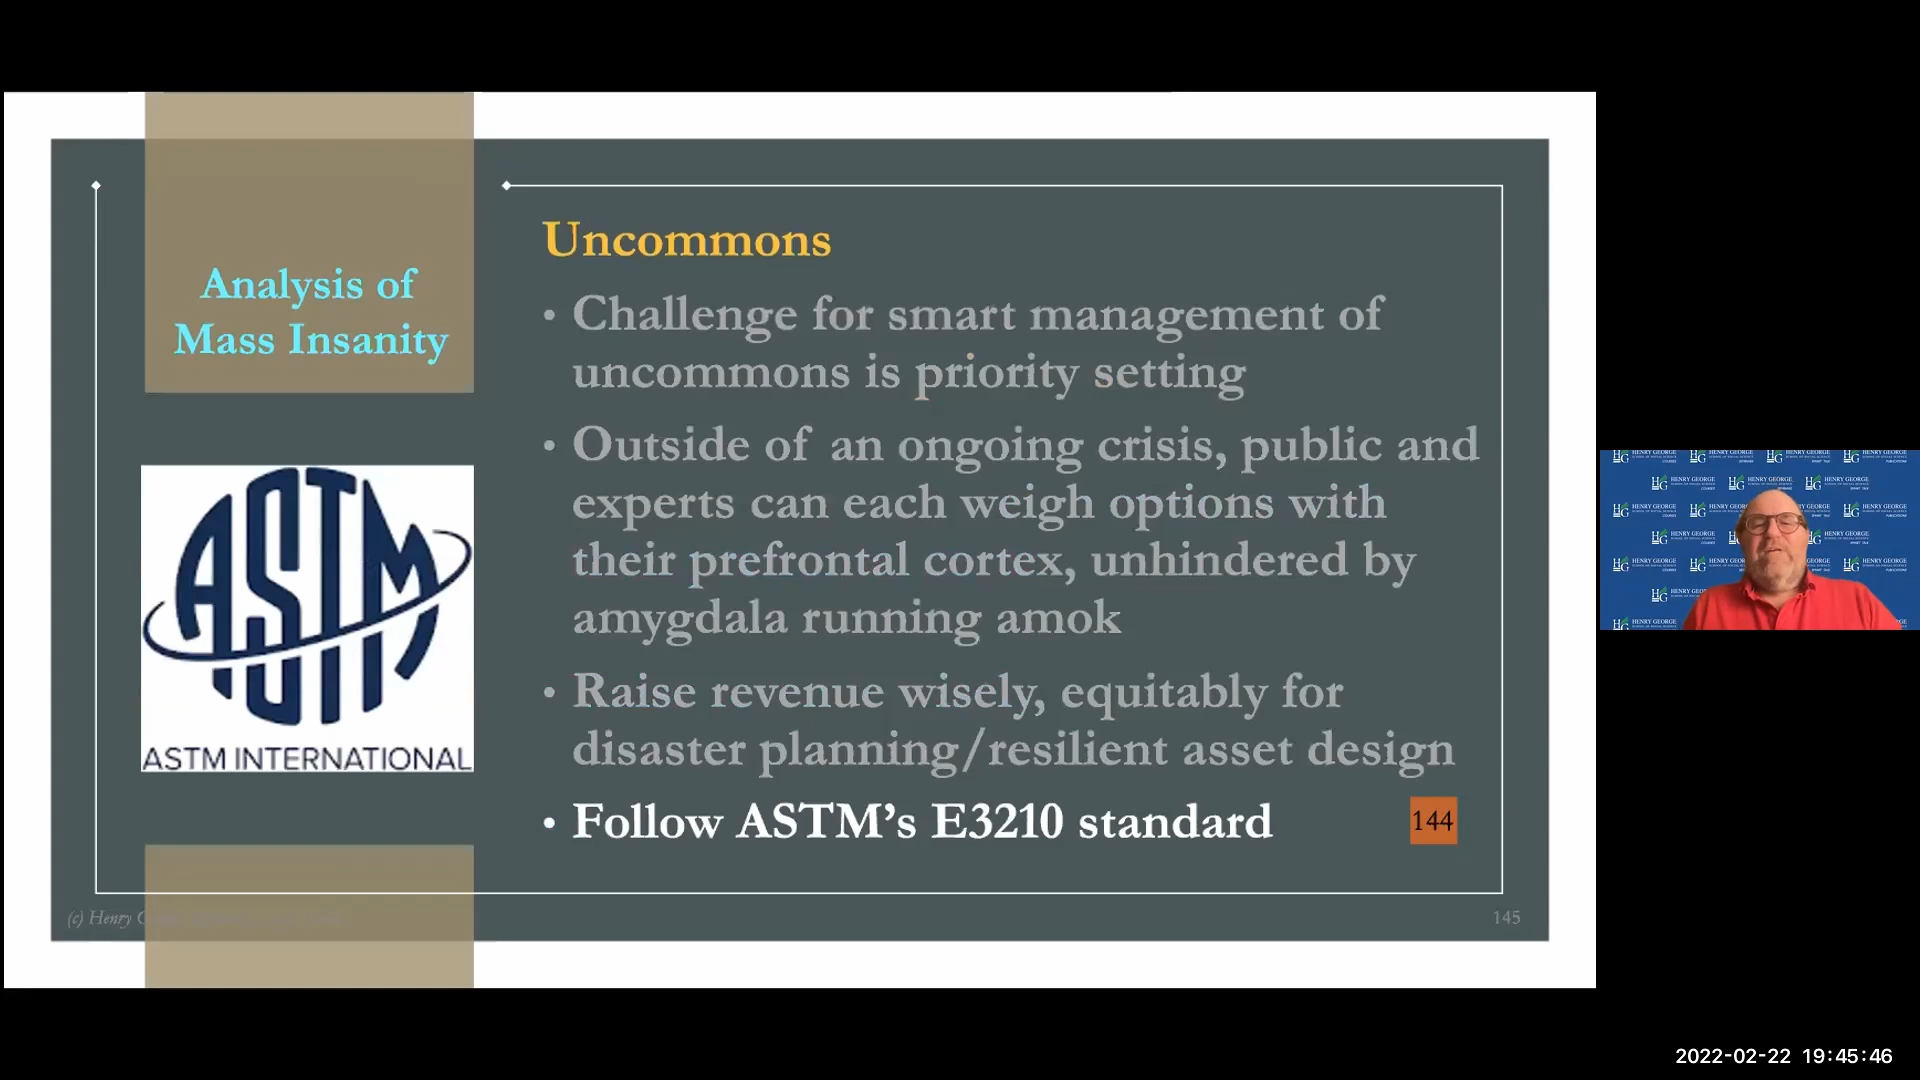 Analysis of
Mass Insanity
ASTM
ASTM INTERNATIONAL
Uncommons
• Challenge for smart management of
uncommons is priority setting
• Outside of an ongoing crisis, public and
experts can each weigh options with
their prefrontal cortex, unhindered by
amygdala running amok
• Raise revenue wisely, equitably for
disaster planning/resilient asset design
• Follow ASTM's E3210 standard
144
(c) Henry
145
HG HENRY GEORGE
SCHOOL OF SOCIAL SCIENCE
2022-02-22 19:45:46